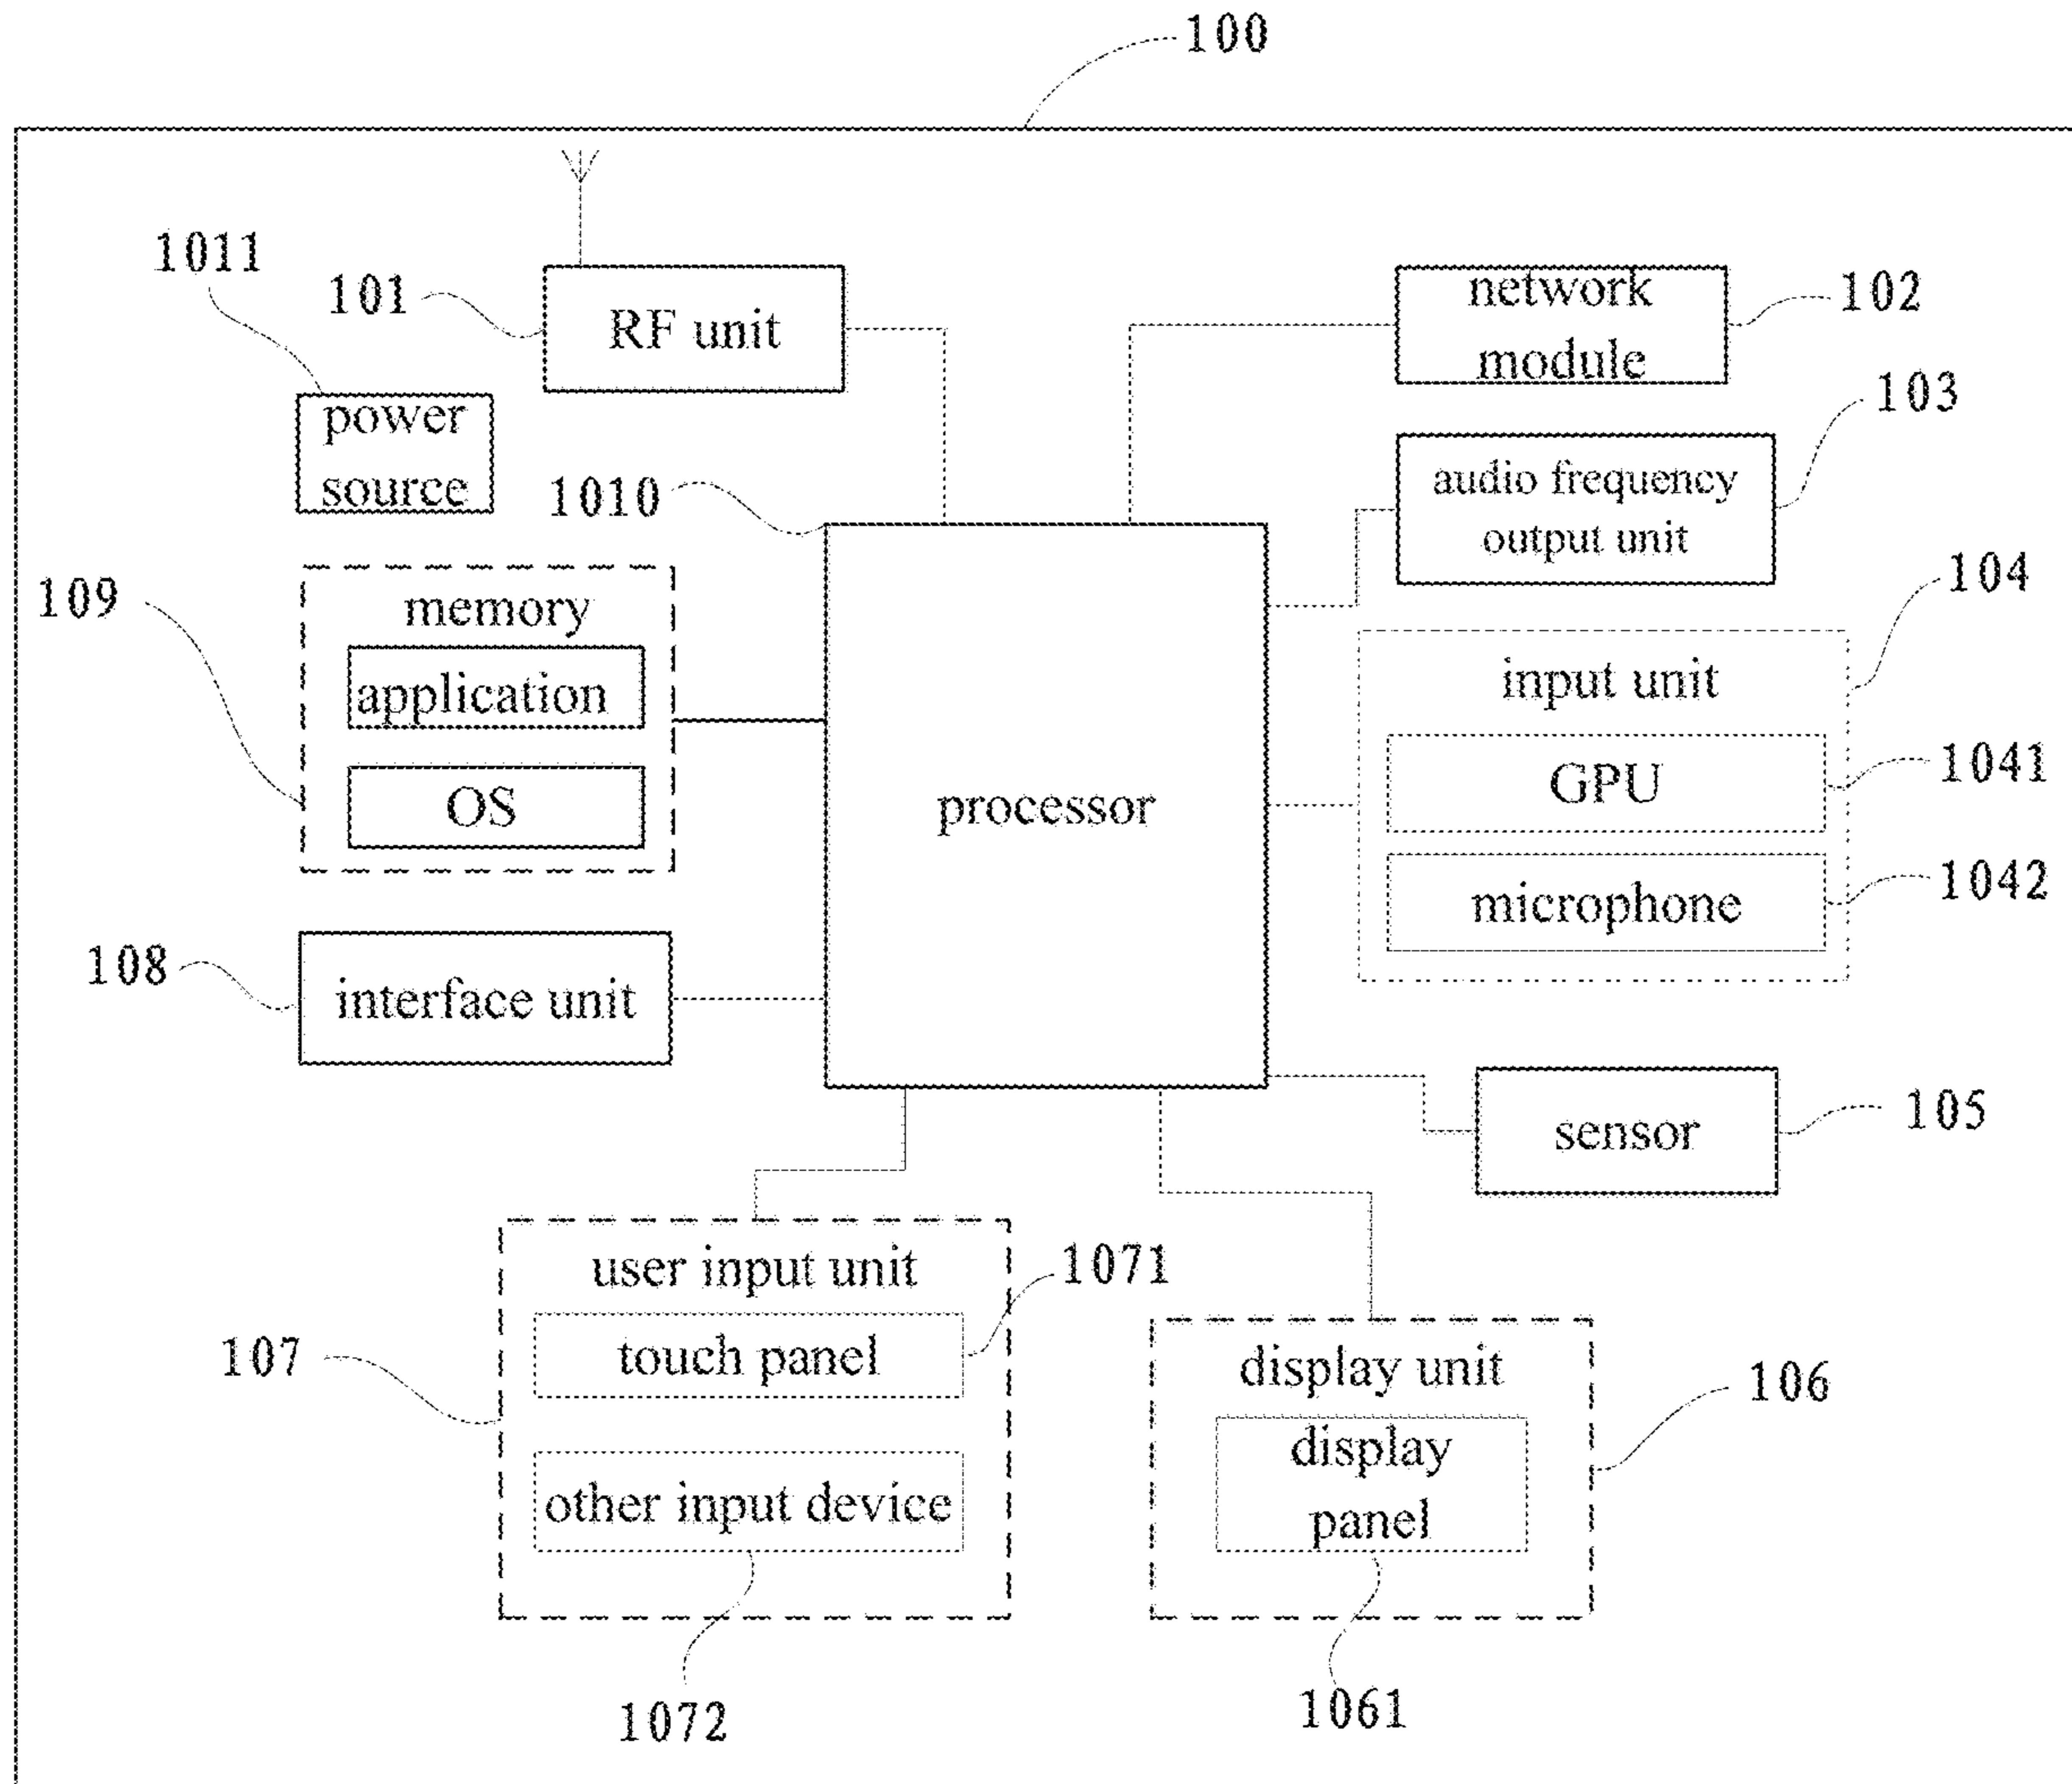 100
1011
101
RF unit
network
module
102
power
source
103
audio frequency
output unit
1010
109
memory
application
OS
processor
104
input unit
GPU
1041
microphone
1042
108
interface unit
sensor
105
user input unit
1071
touch panel
107
other input device
1072
display unit
106
display
panel
1061